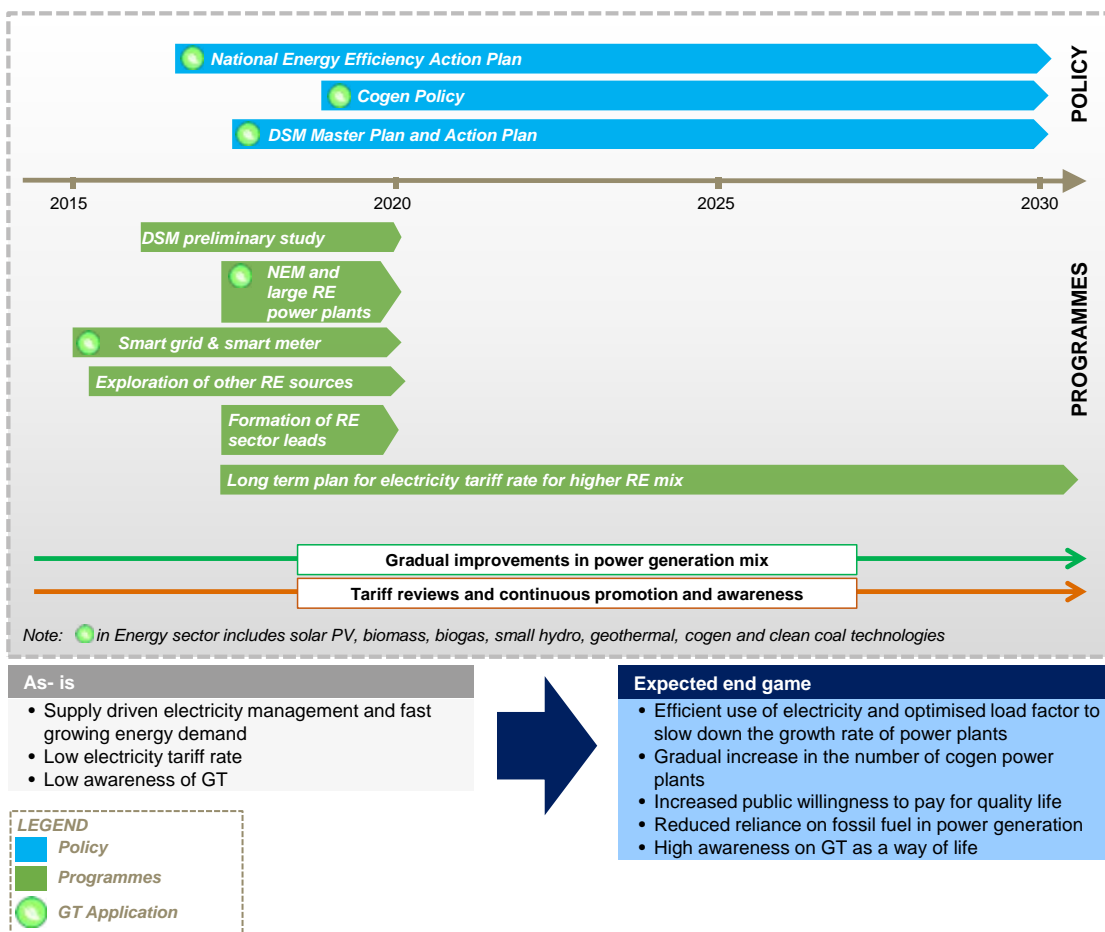 National Energy Efficiency Action Plan
Cogen Policy
DSM Master Plan and Action Plan
POLICY
2015
2020
2025
2030
DSM preliminary study
NEM and
large RE
power plants
Smart grid & smart meter
Exploration of other RE sources
Formation of RE
sector leads
Long term plan for electricity tariff rate for higher RE mix
PROGRAMMES
Gradual improvements in power generation mix
Tariff reviews and continuous promotion and awareness
Note: in Energy sector includes solar PV, biomass, biogas, small hydro, geothermal, cogen and clean coal technologies
As- is
• Supply driven electricity management and fast
growing energy demand
• Low electricity tariff rate
• Low awareness of GT
Expected end game
• Efficient use of electricity and optimised load factor to
slow down the growth rate of power plants
• Gradual increase in the number of cogen power
plants
• Increased public willingness to pay for quality life
• Reduced reliance on fossil fuel in power generation
• High awareness on GT as a way of life
LEGEND
Policy
Programmes
GT Application